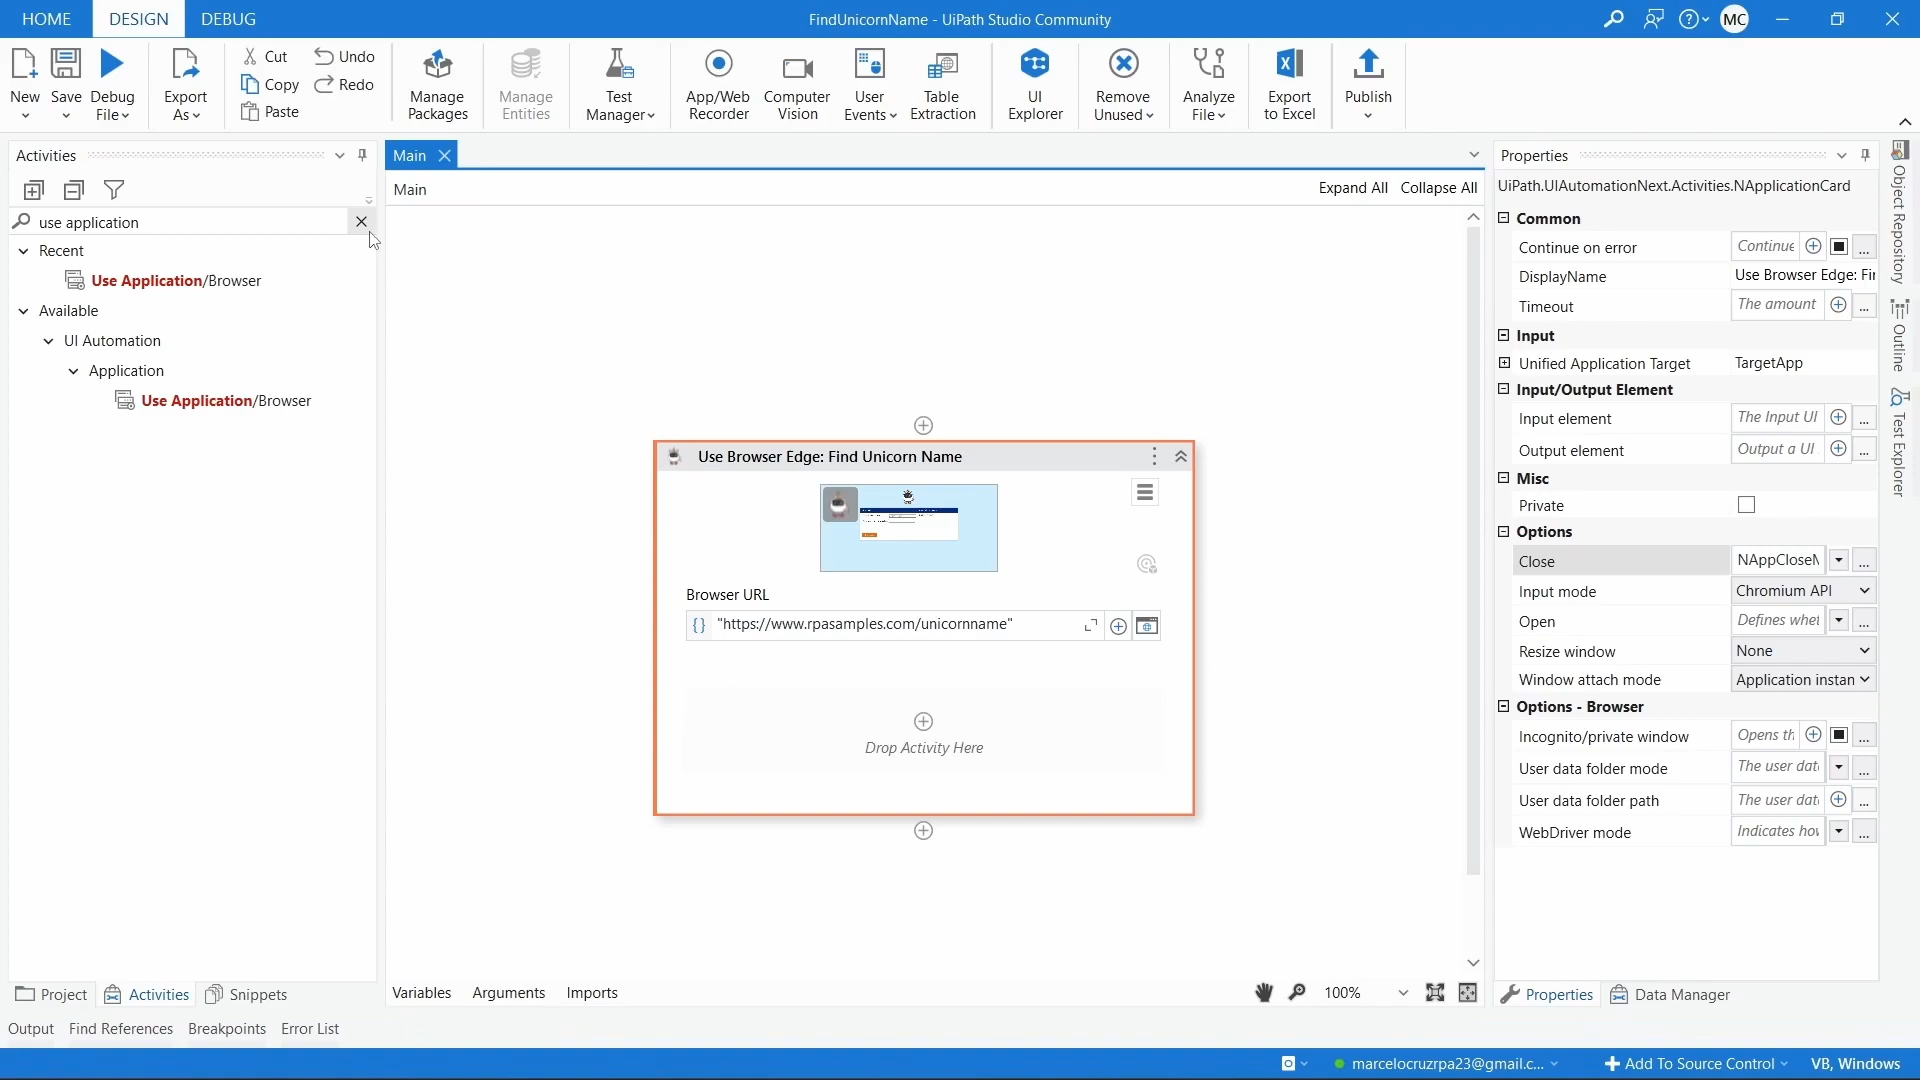 HOME DESIGN DEBUG FindUnicornName - UiPath Studio Community MC
New Save Debug File Export As Cut Copy Paste Undo Redo Manage Packages Manage Entities Test Manager App/Web Recorder Computer Vision User Events Table Extraction UI Explorer Remove Unused Analyze File Export to Excel Publish
Activities
use application
Recent
Use Application/Browser
Available
UI Automation
Application
Use Application/Browser
Project Activities Snippets
Main
Main Expand All Collapse All
Use Browser Edge: Find Unicorn Name
Browser URL
"https://www.rpasamples.com/unicornname"
Drop Activity Here
Variables Arguments Imports 100%
Properties
UiPath.UIAutomationNext.Activities.NApplicationCard
Common
Continue on error Continue ...
DisplayName Use Browser Edge: Fi
Timeout The amount ...
Input
Unified Application Target TargetApp
Input/Output Element
Input element The Input UI ...
Output element Output a UI ...
Misc
Private
Options
Close NAppCloseM ...
Input mode Chromium API
Open Defines whet ...
Resize window None
Window attach mode Application instan
Options - Browser
Incognito/private window Opens th ...
User data folder mode The user dat ...
User data folder path The user dat ...
WebDriver mode Indicates how ...
Properties Data Manager
Object Repository
Outline
Test Explorer
Output Find References Breakpoints Error List
marcelocruzrpa23@gmail.c... Add To Source Control VB, Windows